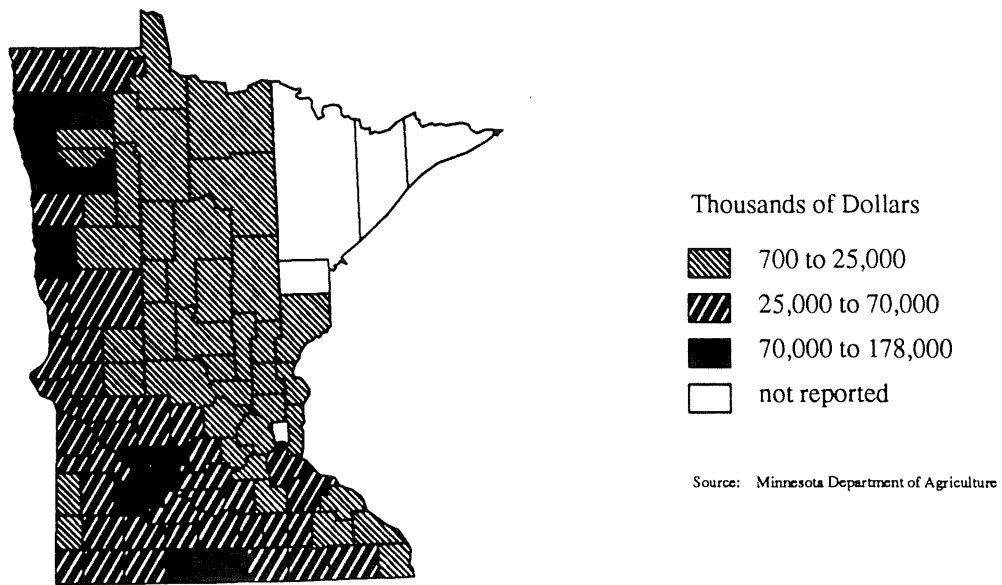 Thousands of Dollars
700 to 25,000
25,000 to 70,000
70,000 to 178,000
not reported
Source: Minnesota Department of Agriculture